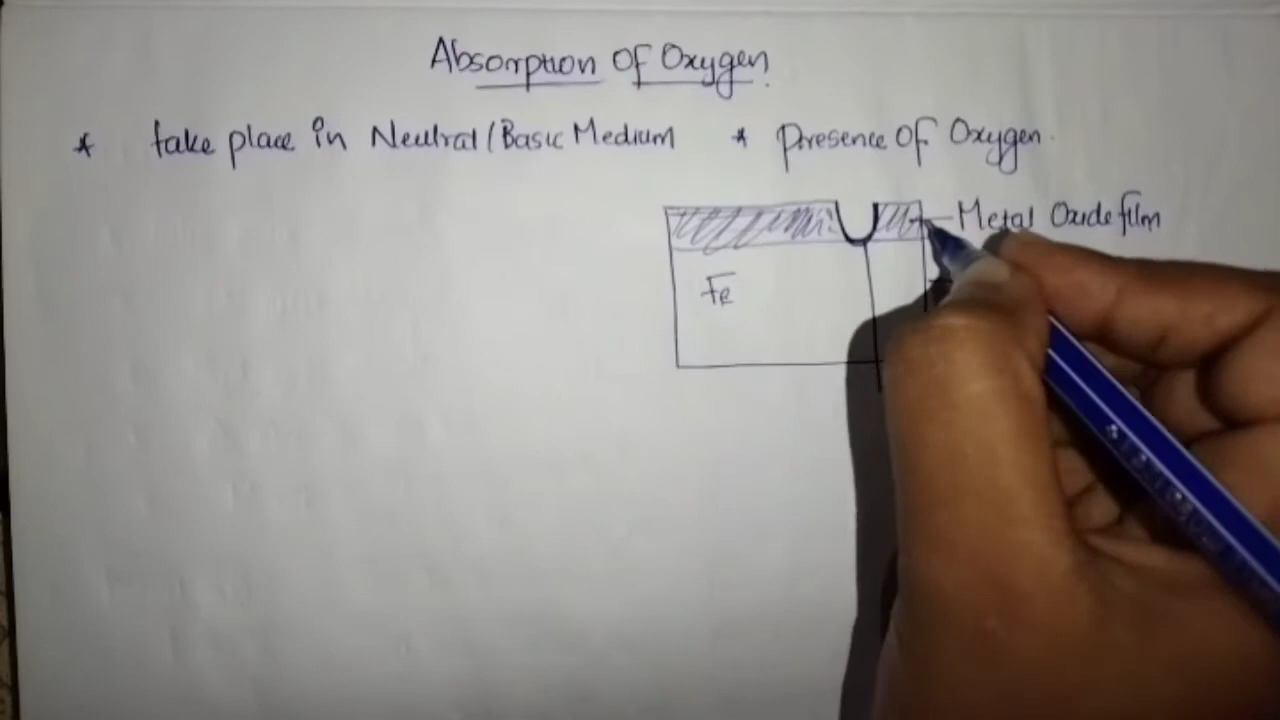 Absorption Of Oxygen.
* take place in Neutral/Basic Medium * Presence Of Oxygen.
Metal Oxide film
Fe